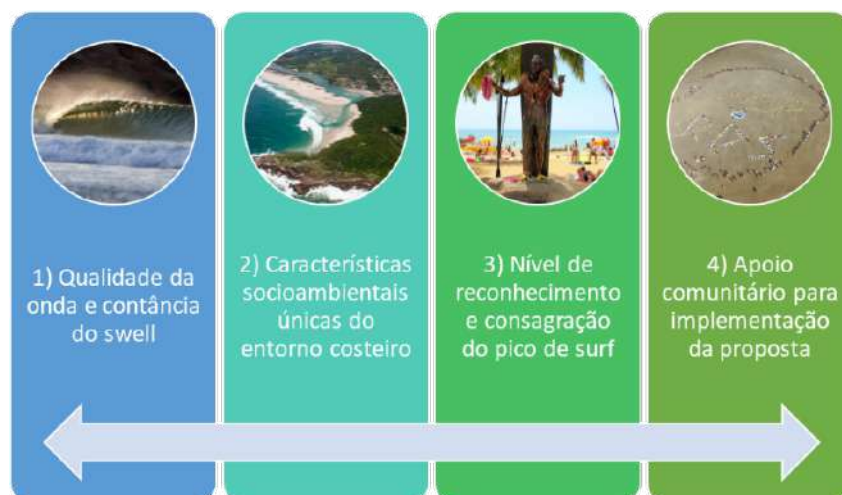 1) Qualidade da
onda e contância
do swell
2) Características
socioambientais
únicas do
entorno costeiro
3) Nível de
reconhecimento
e consagração
do pico de surf
4) Apoio
comunitário para
implementação
da proposta